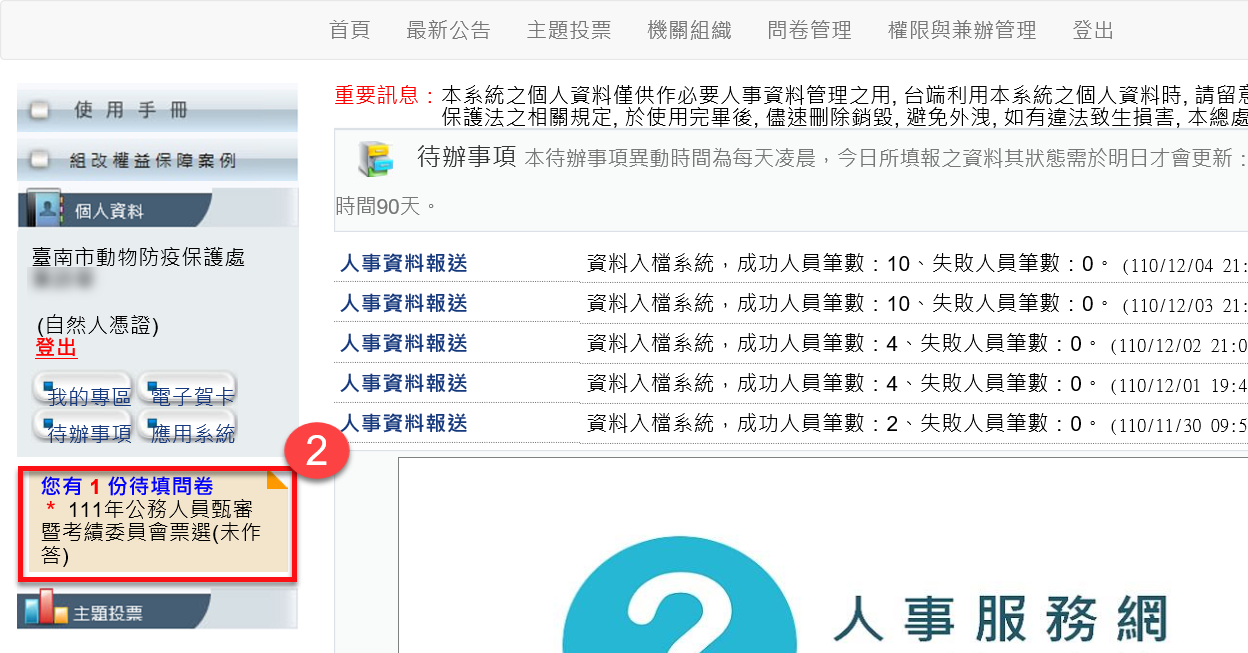 首頁 最新公告 主題投票 機關組織 問卷管理 權限與兼辦管理 登出
使用手冊
組改權益保障案例
個人資料
臺南市動物防疫保護處
(自然人憑證)
登出
我的專區 電子賀卡
待辦事項 應用系統
2
您有 1 份待填問卷
* 111年公務人員甄審
暨考績委員會票選(未作
答)
主題投票
重要訊息：本系統之個人資料僅供作必要人事資料管理之用, 台端利用本系統之個人資料時, 請留意
保護法之相關規定, 於使用完畢後, 儘速刪除銷毀, 避免外洩, 如有違法致生損害, 本總處
待辦事項 本待辦事項異動時間為每天凌晨，今日所填報之資料其狀態需於明日才會更新：
時間90天。
人事資料報送 資料入檔系統，成功人員筆數：10、失敗人員筆數：0。 (110/12/04 21:
人事資料報送 資料入檔系統，成功人員筆數：10、失敗人員筆數：0。 (110/12/03 21:
人事資料報送 資料入檔系統，成功人員筆數：4、失敗人員筆數：0。 (110/12/02 21:0
人事資料報送 資料入檔系統，成功人員筆數：4、失敗人員筆數：0。 (110/12/01 19:4
人事資料報送 資料入檔系統，成功人員筆數：2、失敗人員筆數：0。 (110/11/30 09:5
?
人事服務網